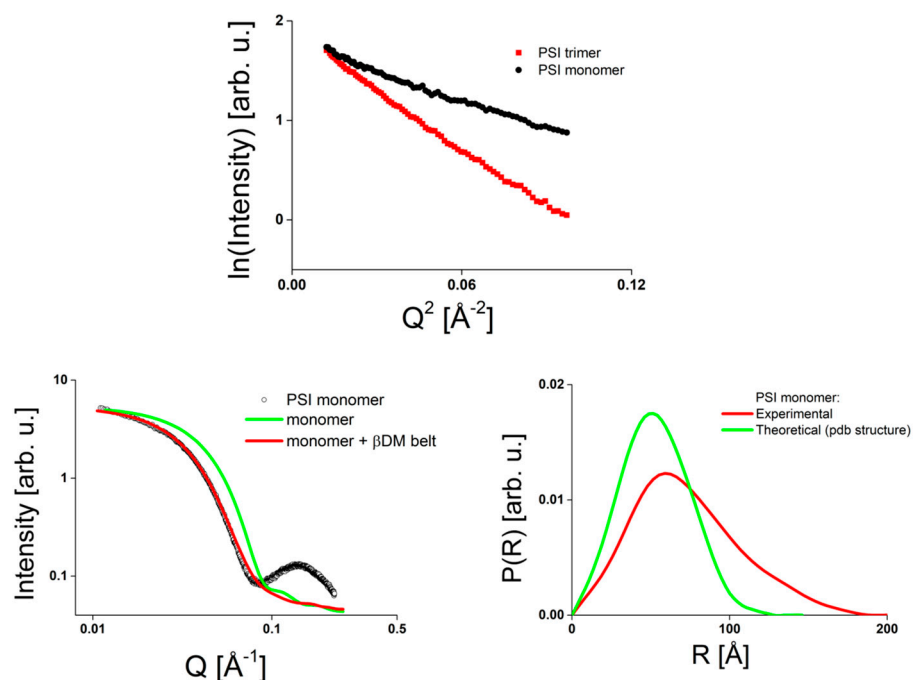 ln(Intensity) [arb. u.]
2
1
0
PSI trimer
PSI monomer
0.00
0.06
0.12
Q² [Å⁻²]
Intensity [arb. u.]
10
1
0.1
PSI monomer
monomer
monomer + βDM belt
0.01
0.1
0.5
Q [Å⁻¹]
P(R) [arb. u.]
0.02
0.01
0.00
PSI monomer:
Experimental
Theoretical (pdb structure)
0
100
200
R [Å]